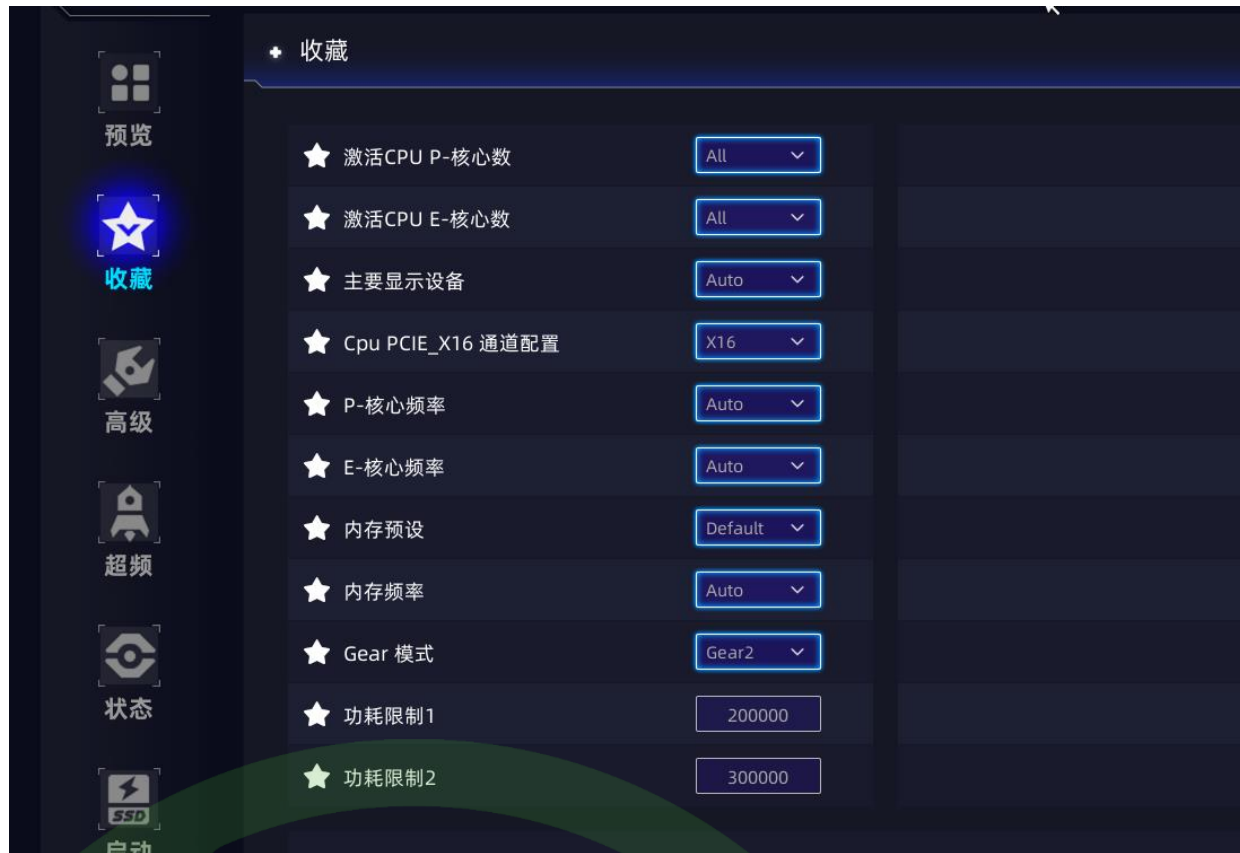 收藏
预览
收藏
高级
超频
状态
SSD
启动
激活CPU P-核心数 All
激活CPU E-核心数 All
主要显示设备 Auto
Cpu PCIE_X16 通道配置 X16
P-核心频率 Auto
E-核心频率 Auto
内存预设 Default
内存频率 Auto
Gear 模式 Gear2
功耗限制1 200000
功耗限制2 300000